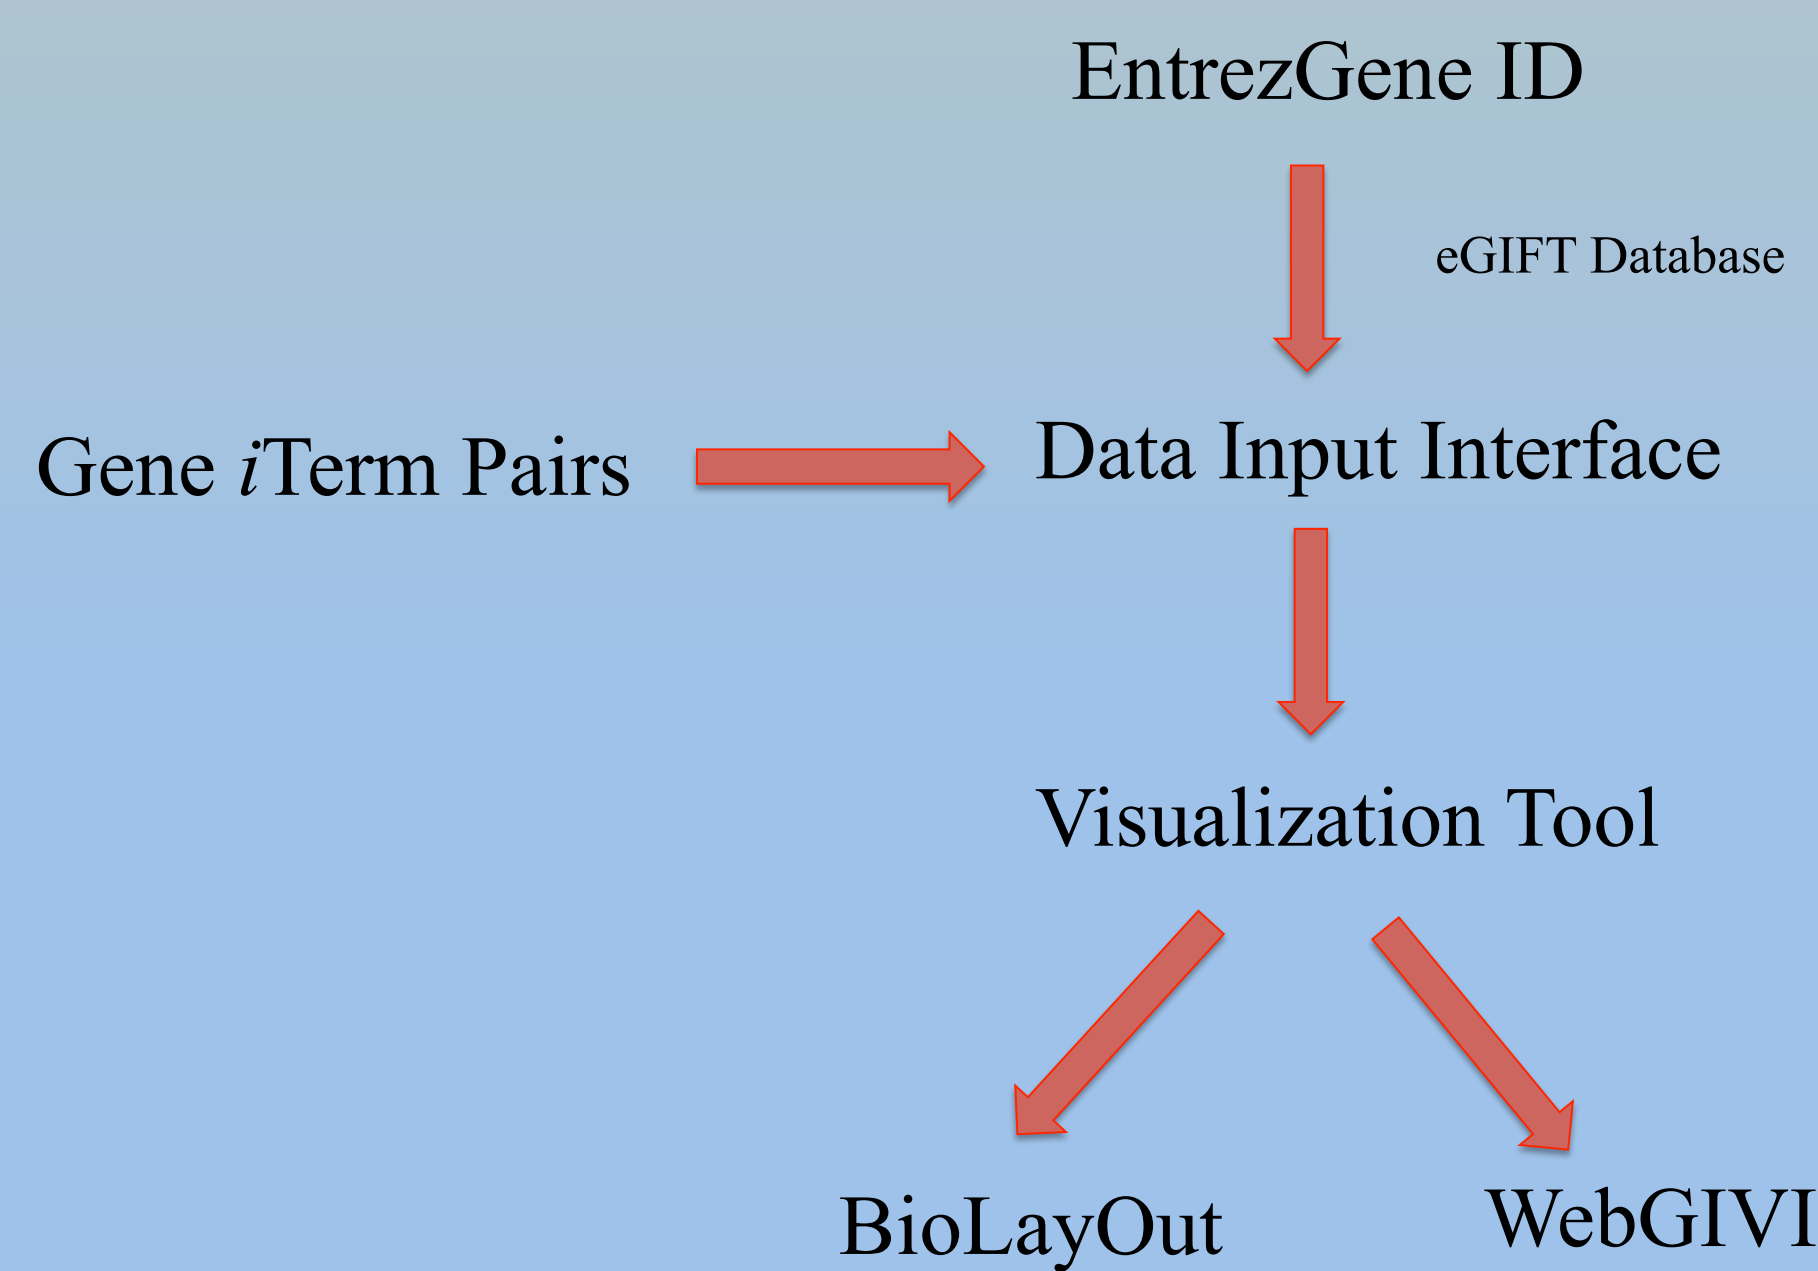 EntrezGene ID
eGIFT Database
Gene iTerm Pairs
Data Input Interface
Visualization Tool
BioLayOut
WebGIVI